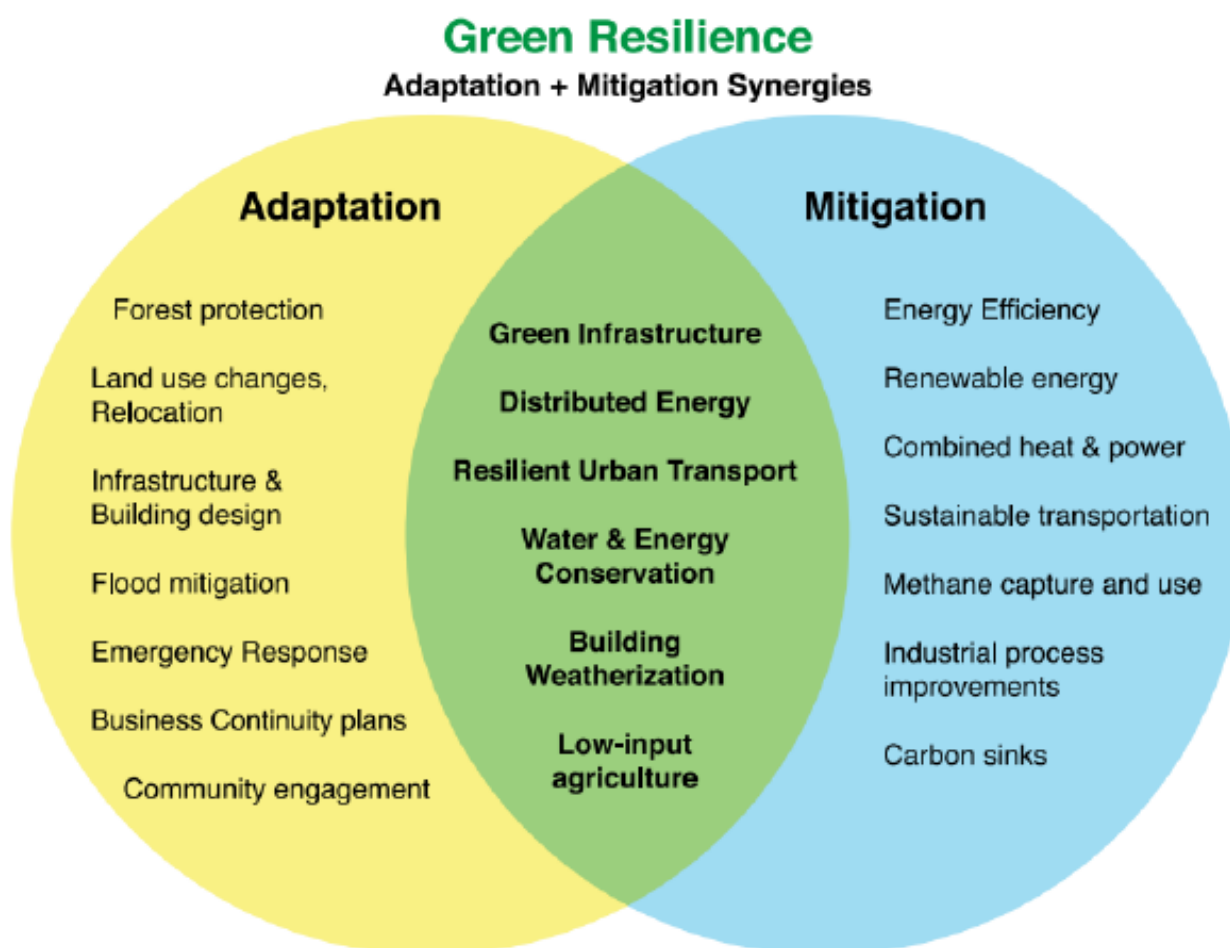 Green Resilience
Adaptation + Mitigation Synergies
Adaptation
Forest protection
Land use changes,
Relocation
Infrastructure &
Building design
Flood mitigation
Emergency Response
Business Continuity plans
Community engagement
Green Infrastructure
Distributed Energy
Resilient Urban Transport
Water & Energy
Conservation
Building
Weatherization
Low-input
agriculture
Mitigation
Energy Efficiency
Renewable energy
Combined heat & power
Sustainable transportation
Methane capture and use
Industrial process
improvements
Carbon sinks